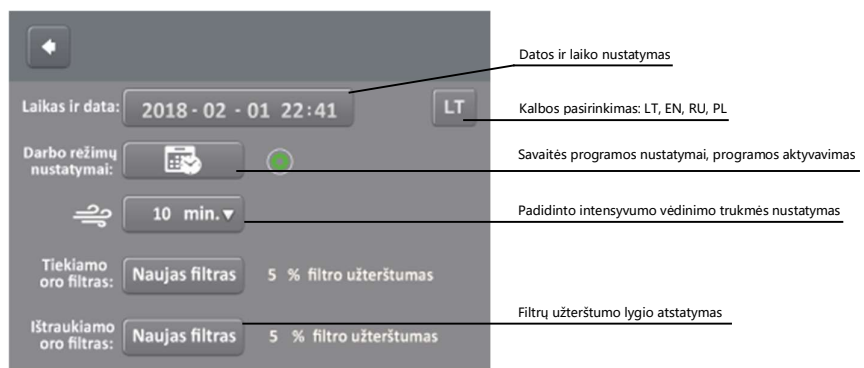 Datos ir laiko nustatymas
Laikas ir data: 2018 - 02 - 01 22:41 LT
Kalbos pasirinkimas: LT, EN, RU, PL
Darbo režimų
nustatymai:
Savaitės programos nustatymai, programos aktyvavimas
10 min.
Padidinto intensyvumo vėdinimo trukmės nustatymas
Tiekiamo
oro filtras:
Naujas filtras 5 % filtro užterštumas
Filtrų užterštumo lygio atstatymas
Ištraukiamo
oro filtras:
Naujas filtras 5 % filtro užterštumas